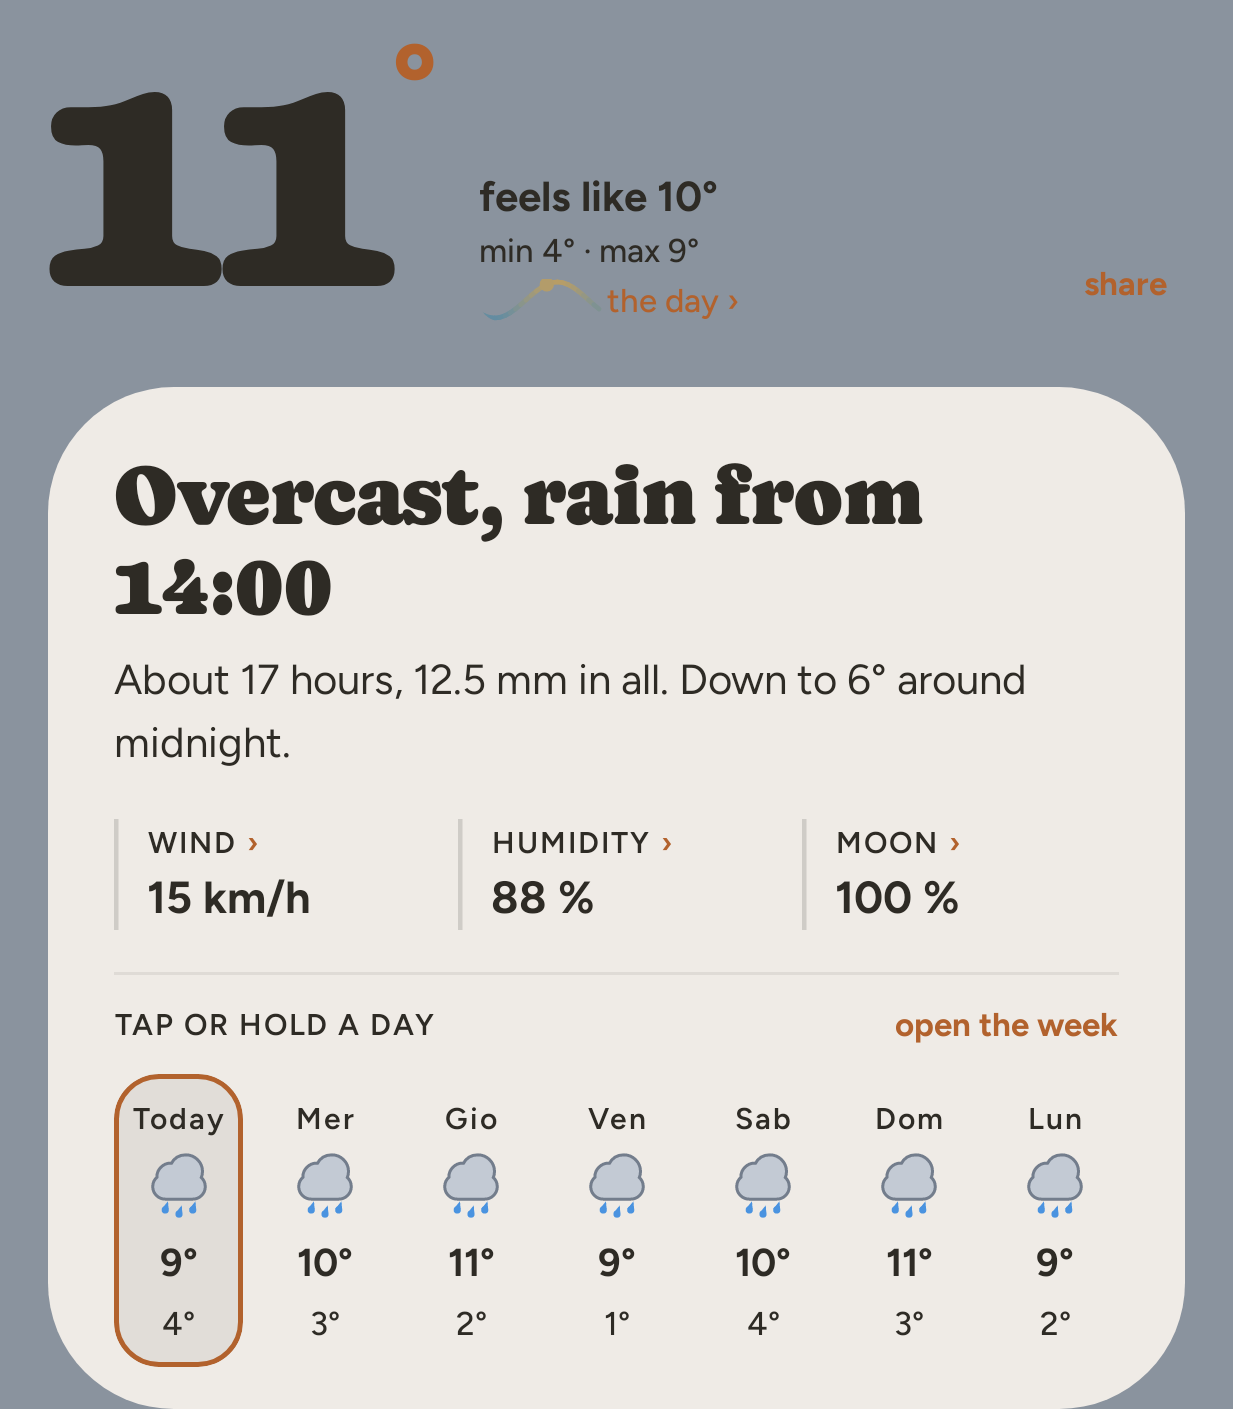 11°
feels like 10°
min 4° · max 9°
the day ›
share
Overcast, rain from
14:00
About 17 hours, 12.5 mm in all. Down to 6° around
midnight.
WIND › HUMIDITY › MOON ›
15 km/h 88 % 100 %
TAP OR HOLD A DAY open the week
Today Mer Gio Ven Sab Dom Lun
9° 10° 11° 9° 10° 11° 9°
4° 3° 2° 1° 4° 3° 2°